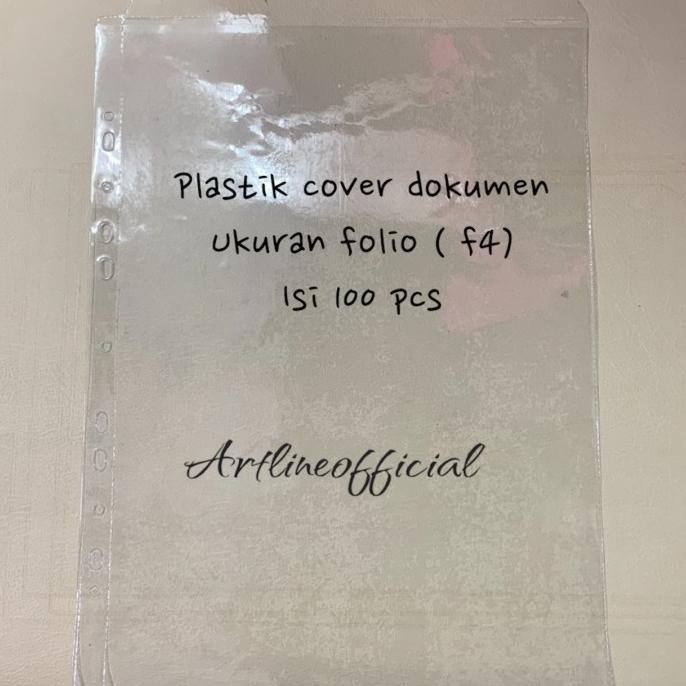 Plastik cover dokumen
ukuran folio ( f4)
Isi 100 pcs
Artlineofficial